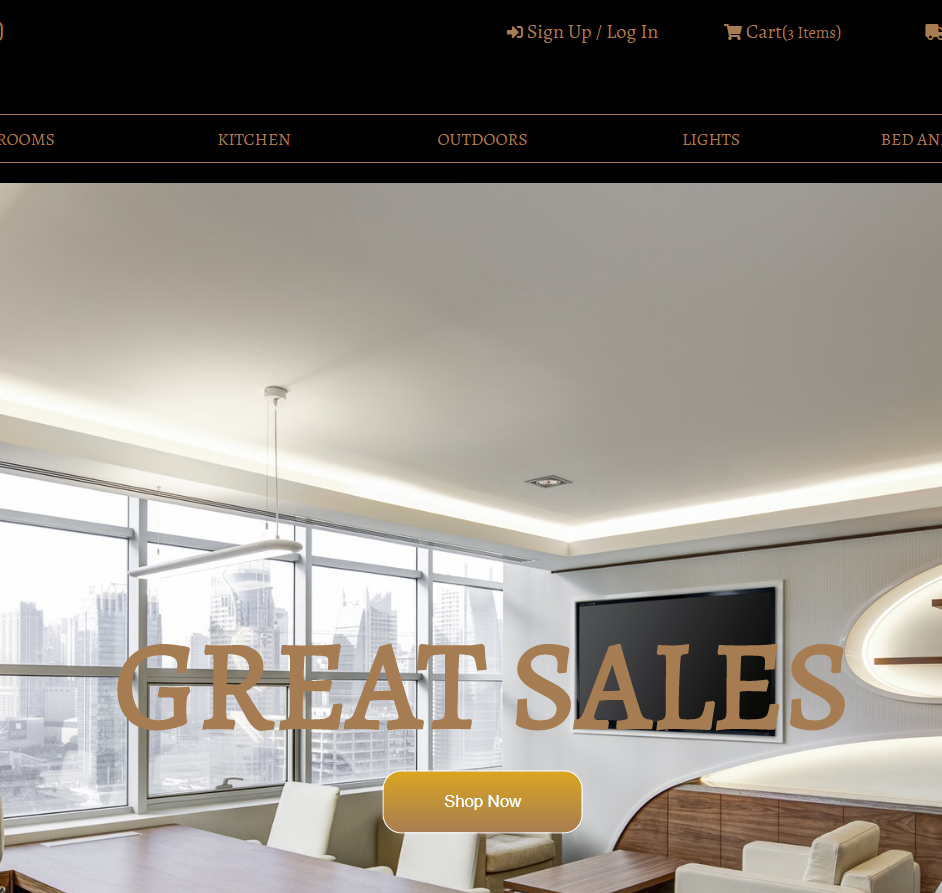 Sign Up / Log In Cart(3 Items)
ROOMS KITCHEN OUTDOORS LIGHTS BED AN
GREAT SALES
Shop Now